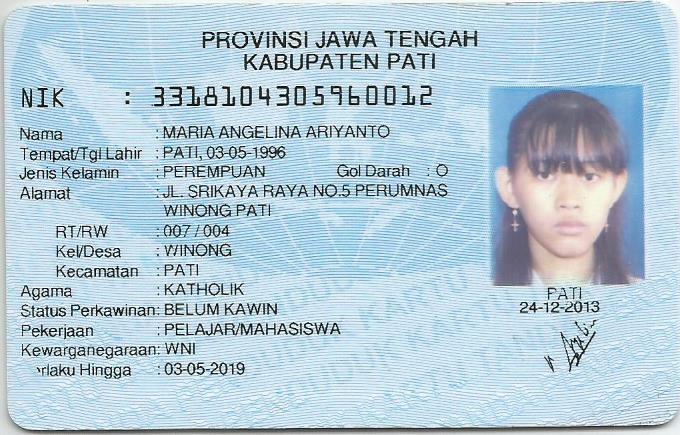 PROVINSI JAWA TENGAH
KABUPATEN PATI
NIK : 3318104305960012
Nama : MARIA ANGELINA ARIYANTO
Tempat/Tgl Lahir : PATI, 03-05-1996
Jenis Kelamin : PEREMPUAN Gol Darah : O
Alamat : JL. SRIKAYA RAYA NO.5 PERUMNAS
WINONG PATI
RT/RW : 007 / 004
Kel/Desa : WINONG
Kecamatan : PATI
Agama : KATHOLIK
Status Perkawinan: BELUM KAWIN
Pekerjaan : PELAJAR/MAHASISWA
Kewarganegaraan: WNI
rlaku Hingga : 03-05-2019
PATI
24-12-2013